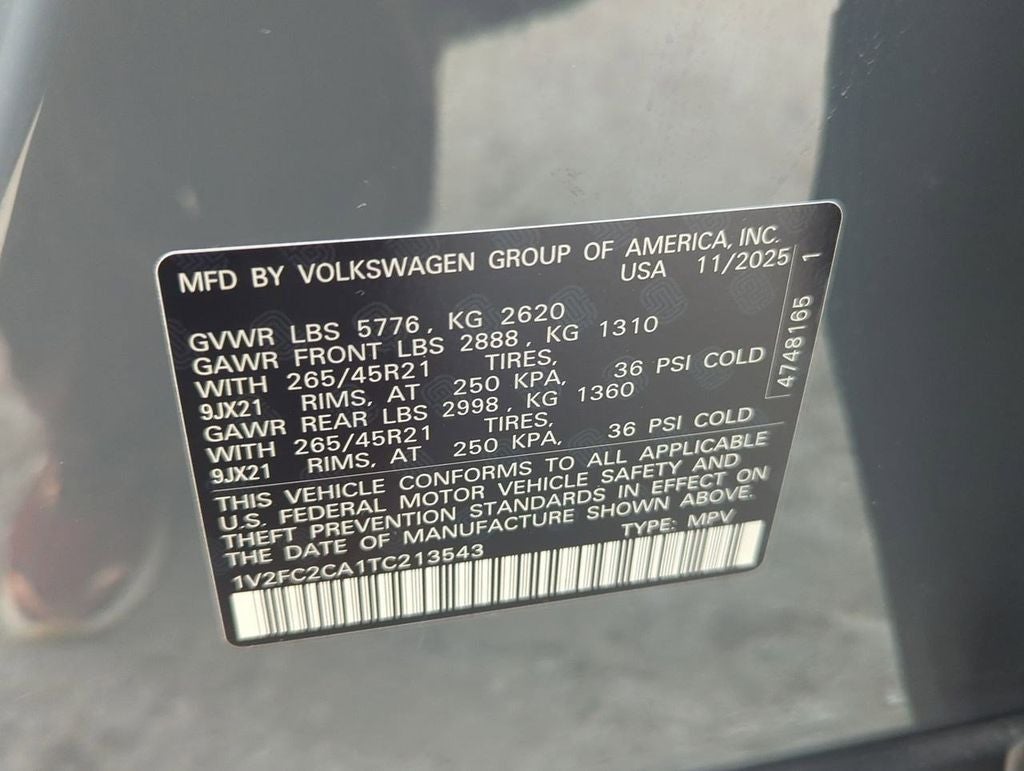 MFD BY VOLKSWAGEN GROUP OF AMERICA, INC.
USA 11/2025
GVWR LBS 5776, KG 2620
GAWR FRONT LBS 2888, KG 1310
WITH 265/45R21 TIRES,
9JX21 RIMS, AT 250 KPA, 36 PSI COLD
GAWR REAR LBS 2998, KG 1360
WITH 265/45R21 TIRES,
9JX21 RIMS, AT 250 KPA, 36 PSI COLD
THIS VEHICLE CONFORMS TO ALL APPLICABLE
U.S. FEDERAL MOTOR VEHICLE SAFETY AND
THEFT PREVENTION STANDARDS IN EFFECT ON
THE DATE OF MANUFACTURE SHOWN ABOVE.
1V2FC2CA1TC213543 TYPE: MPV
4748165 1